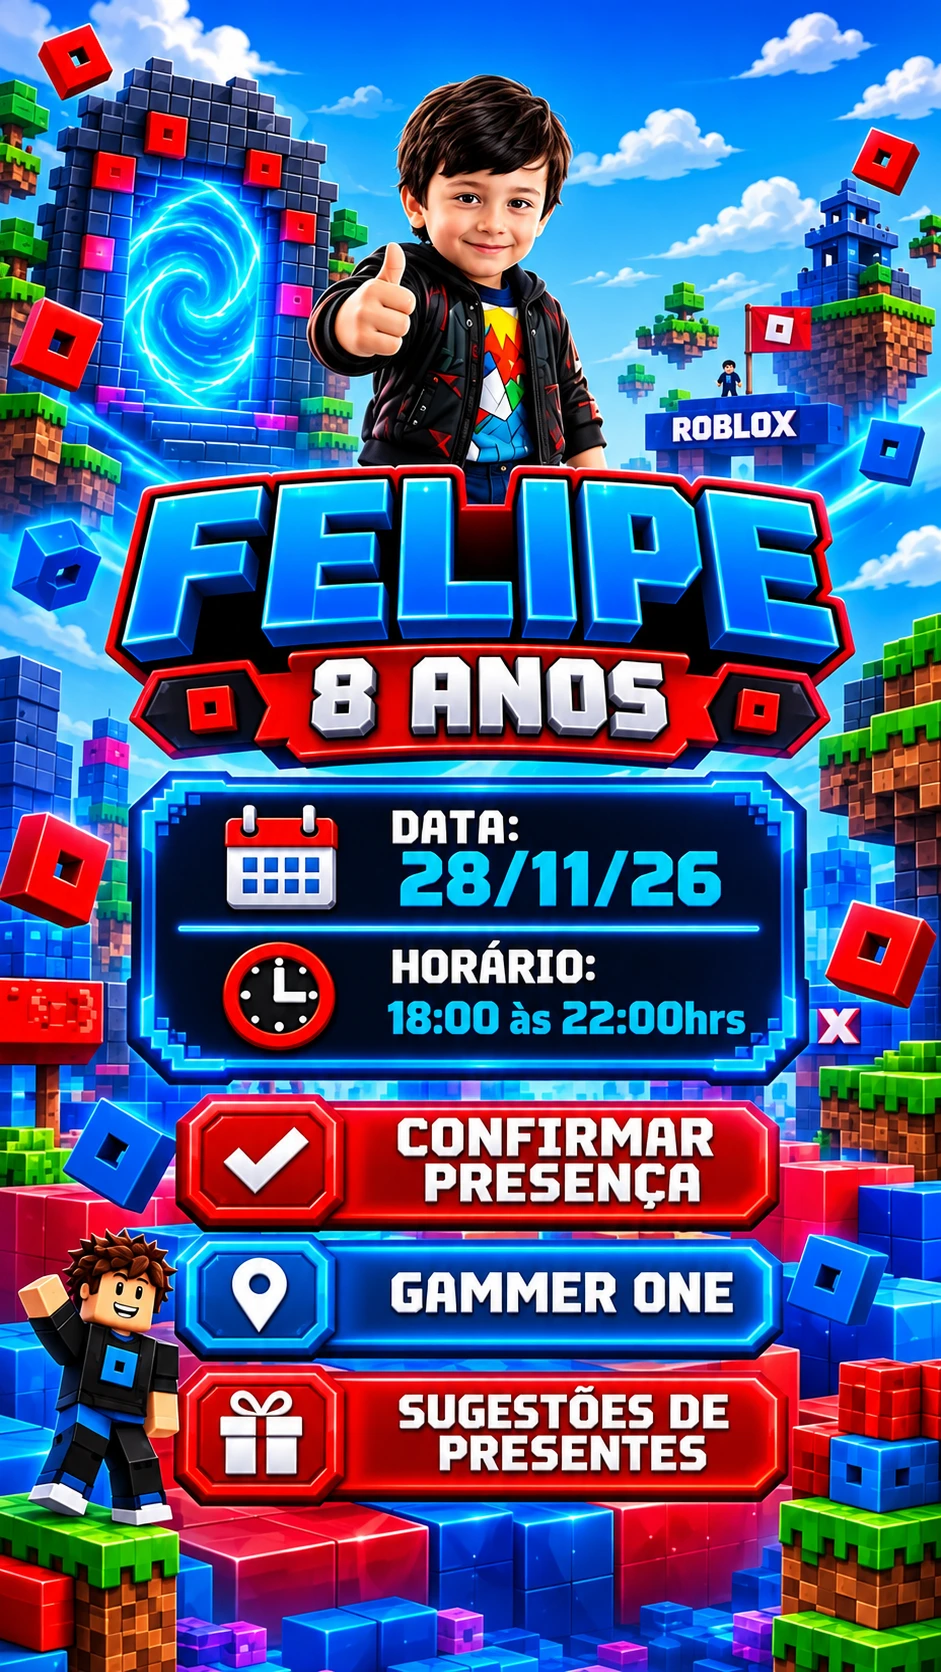 ROBLOX
FELIPE
8 ANOS
DATA:
28/11/26
HORÁRIO:
18:00 às 22:00hrs
X
CONFIRMAR
PRESENÇA
GAMMER ONE
SUGESTÕES DE
PRESENTES